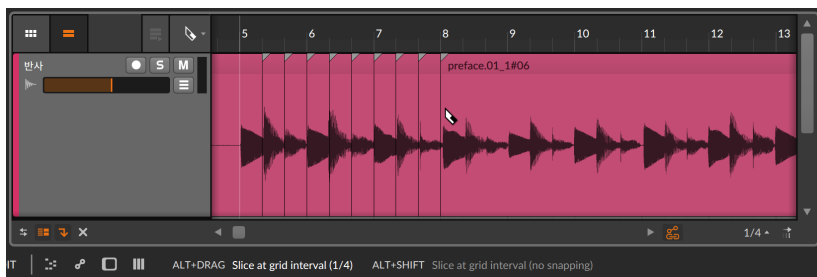 5 6 7 8 9 10 11 12 13
반사 S M
preface.01_1#06
1/4
IT ALT+DRAG Slice at grid interval (1/4) ALT+SHIFT Slice at grid interval (no snapping)